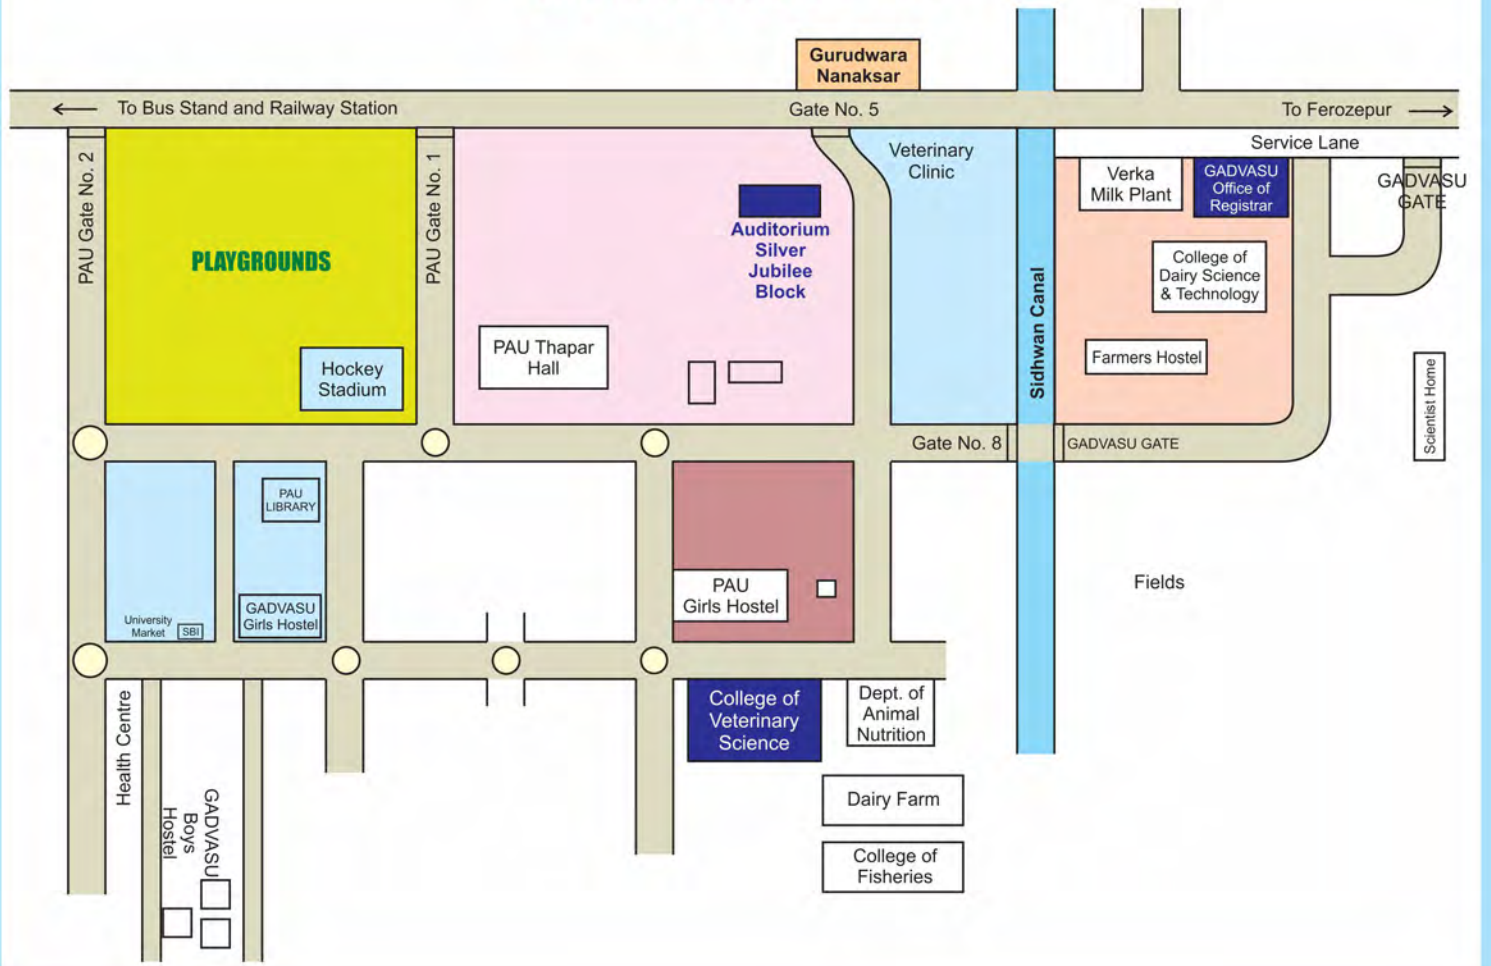 Gurudwara
Nanaksar
To Bus Stand and Railway Station
Gate No. 5
To Ferozepur
Service Lane
PAU Gate No. 2
PLAYGROUNDS
Hockey
Stadium
PAU Gate No. 1
Auditorium
Silver
Jubilee
Block
PAU Thapar
Hall
Veterinary
Clinic
Sidhwan Canal
Verka
Milk Plant
GADVASU
Office of
Registrar
GADVASU
GATE
College of
Dairy Science
& Technology
Farmers Hostel
Scientist Home
Gate No. 8
GADVASU GATE
PAU
LIBRARY
GADVASU
Girls Hostel
University
Market
SBI
PAU
Girls Hostel
Fields
Health Centre
GADVASU
Boys
Hostel
College of
Veterinary
Science
Dept. of
Animal
Nutrition
Dairy Farm
College of
Fisheries